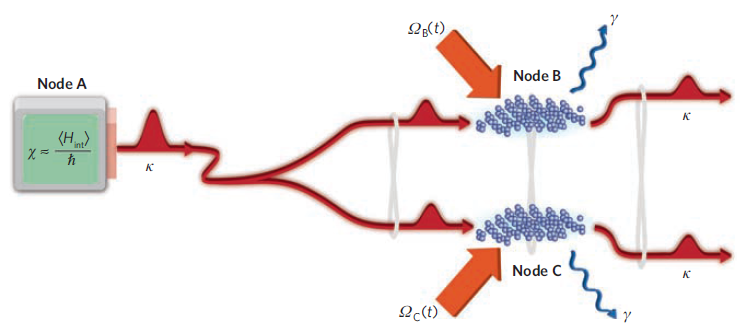 Ω_B(t)
γ
Node A
Node B
χ ≈ ⟨H_int⟩ / ħ
κ
κ
Node C
κ
Ω_C(t)
γ